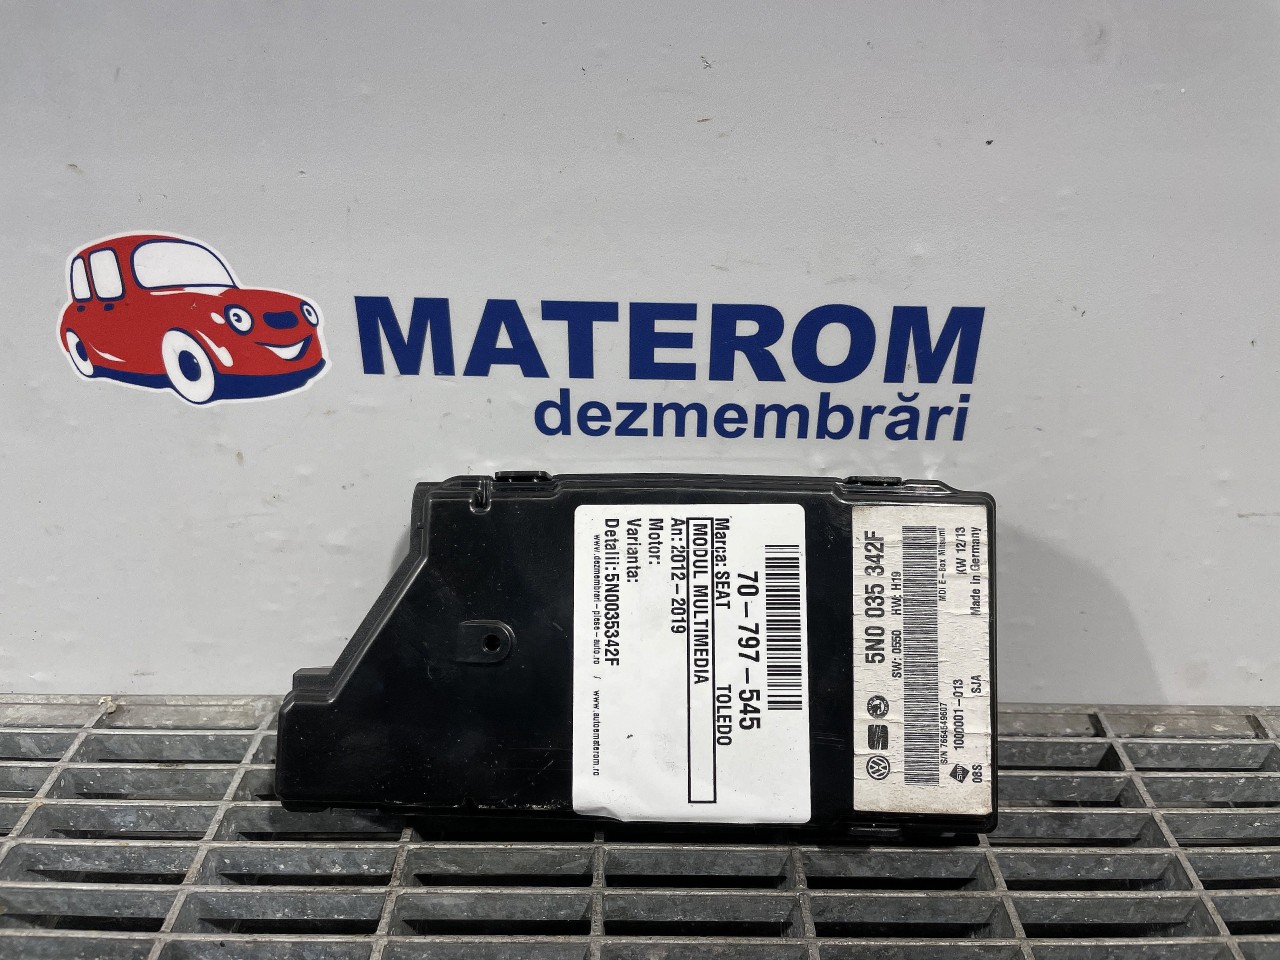 MATEROM
dezmembrări
70-797-545
Marca: SEAT TOLEDO
MODUL MULTIMEDIA
An: 2012-2019
Motor:
Varianta:
Detalii: 5N0035342F
www.dezmembrari-piese-auto.ro / www.autoematerom.ro
5N0 035 342F
SW: 0550 HW: H19
MDI E-Box Mitsumi
S/N 7664549607
1000001-013 KW 12/13
08S SJA Made in Germany